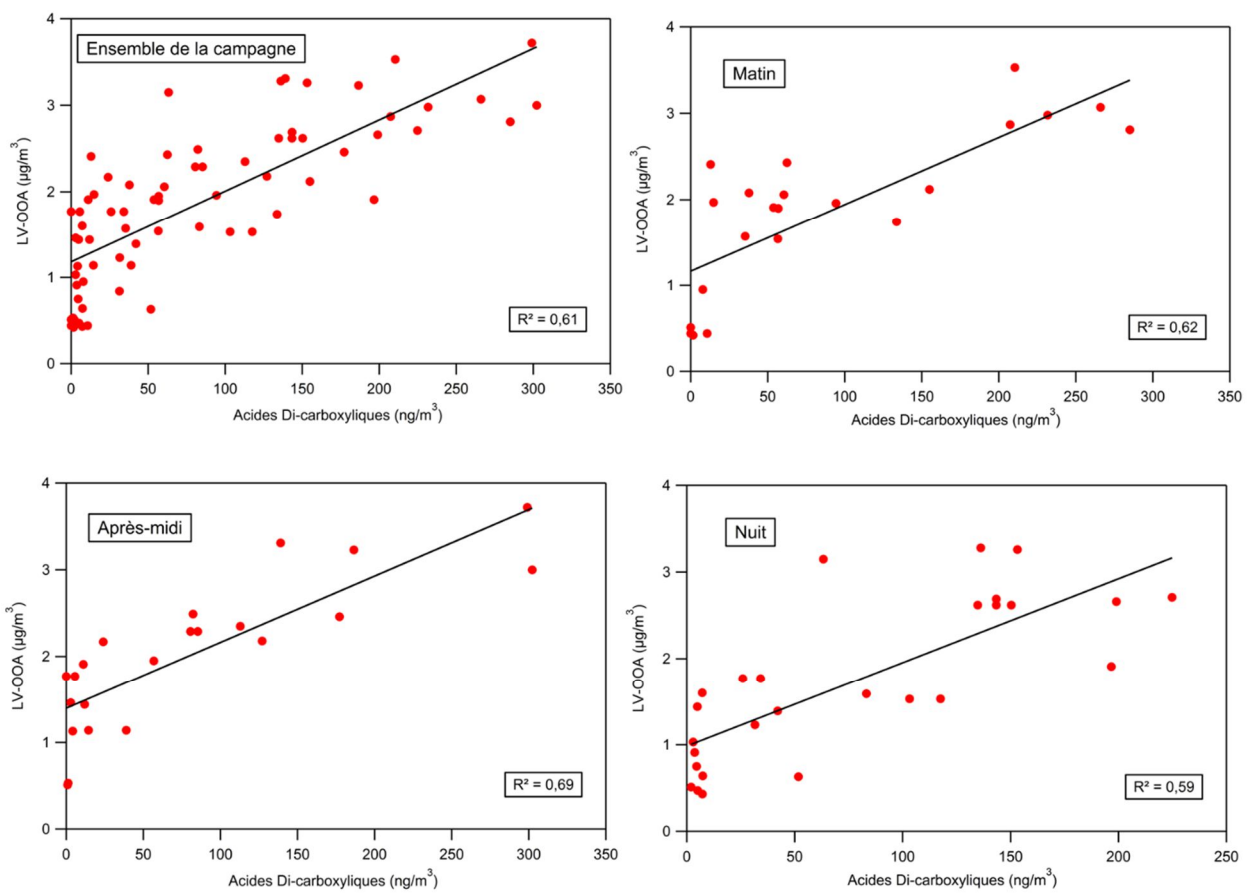 Ensemble de la campagne
LV-OOA (µg/m³)
4
3
2
1
0
R² = 0,61
0 50 100 150 200 250 300 350
Acides Di-carboxyliques (ng/m³)
Matin
LV-OOA (µg/m³)
4
3
2
1
0
R² = 0,62
0 50 100 150 200 250 300 350
Acides Di-carboxyliques (ng/m³)
Après-midi
LV-OOA (µg/m³)
4
3
2
1
0
R² = 0,69
0 50 100 150 200 250 300 350
Acides Di-carboxyliques (ng/m³)
Nuit
LV-OOA (µg/m³)
4
3
2
1
0
R² = 0,59
0 50 100 150 200 250
Acides Di-carboxyliques (ng/m³)